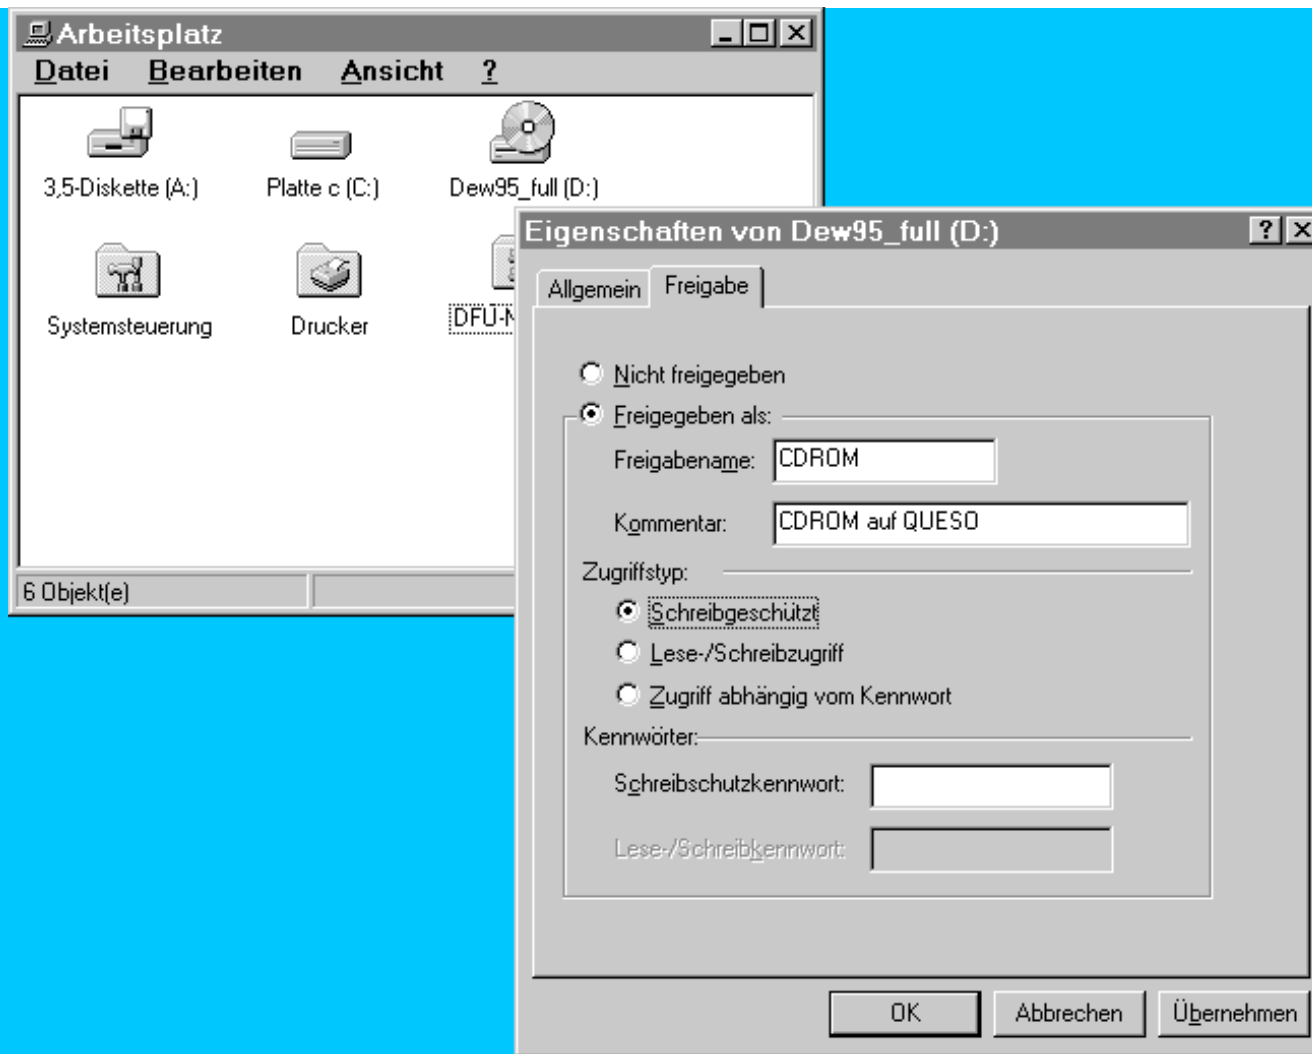 Arbeitsplatz
Datei Bearbeiten Ansicht ?
3,5-Diskette (A:) Platte c (C:) Dew95_full (D:)
Systemsteuerung Drucker DFÜ-N
6 Objekt(e)
Eigenschaften von Dew95_full (D:)
Allgemein Freigabe
Nicht freigegeben
Freigegeben als:
Freigabename: CDROM
Kommentar: CDROM auf QUESO
Zugriffstyp:
Schreibgeschützt
Lese-/Schreibzugriff
Zugriff abhängig vom Kennwort
Kennwörter:
Schreibschutzkennwort:
Lese-/Schreibkennwort:
OK Abbrechen Übernehmen